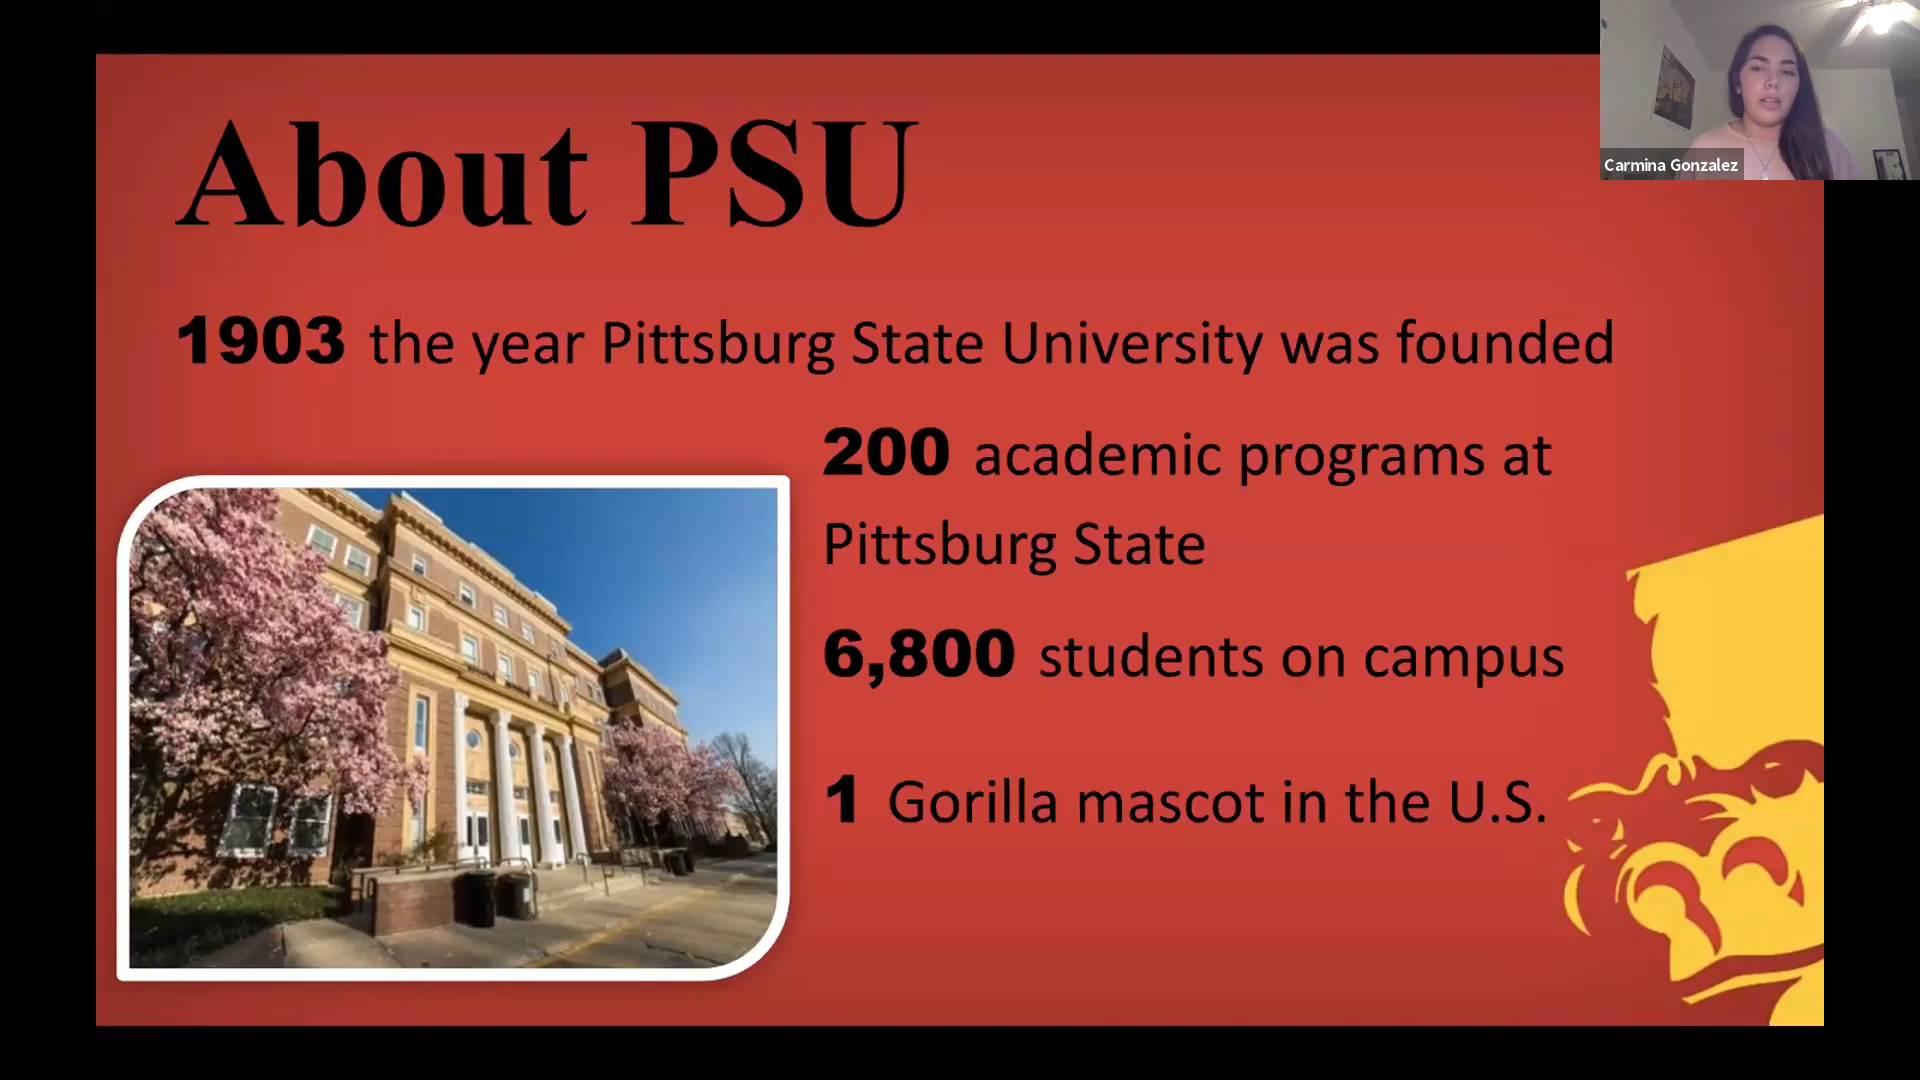 Carmina Gonzalez
About PSU
1903 the year Pittsburg State University was founded
200 academic programs at
Pittsburg State
6,800 students on campus
1 Gorilla mascot in the U.S.